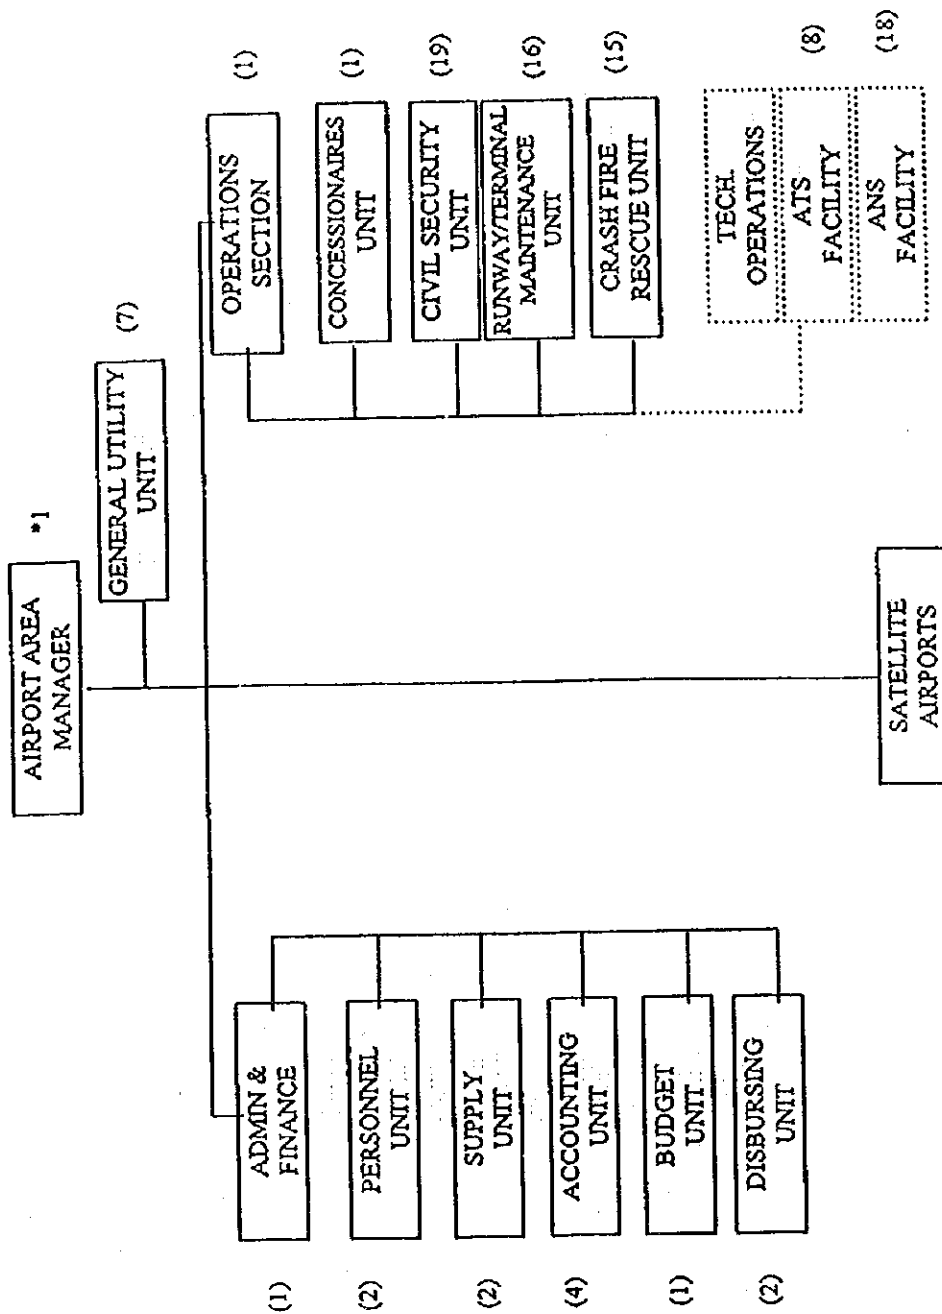 AIRPORT AREA
MANAGER
*1
GENERAL UTILITY
UNIT
(7)
ADMIN &
FINANCE
(1)
PERSONNEL
UNIT
(2)
SUPPLY
UNIT
(2)
ACCOUNTING
UNIT
(4)
BUDGET
UNIT
(1)
DISBURSING
UNIT
(2)
OPERATIONS
SECTION
(1)
CONCESSIONAIRES
UNIT
(1)
CIVIL SECURITY
UNIT
(19)
RUNWAY/TERMINAL
MAINTENANCE
UNIT
(16)
CRASH FIRE
RESCUE UNIT
(15)
TECH.
OPERATIONS
ATS
FACILITY
(8)
ANS
FACILITY
(18)
SATELLITE
AIRPORTS